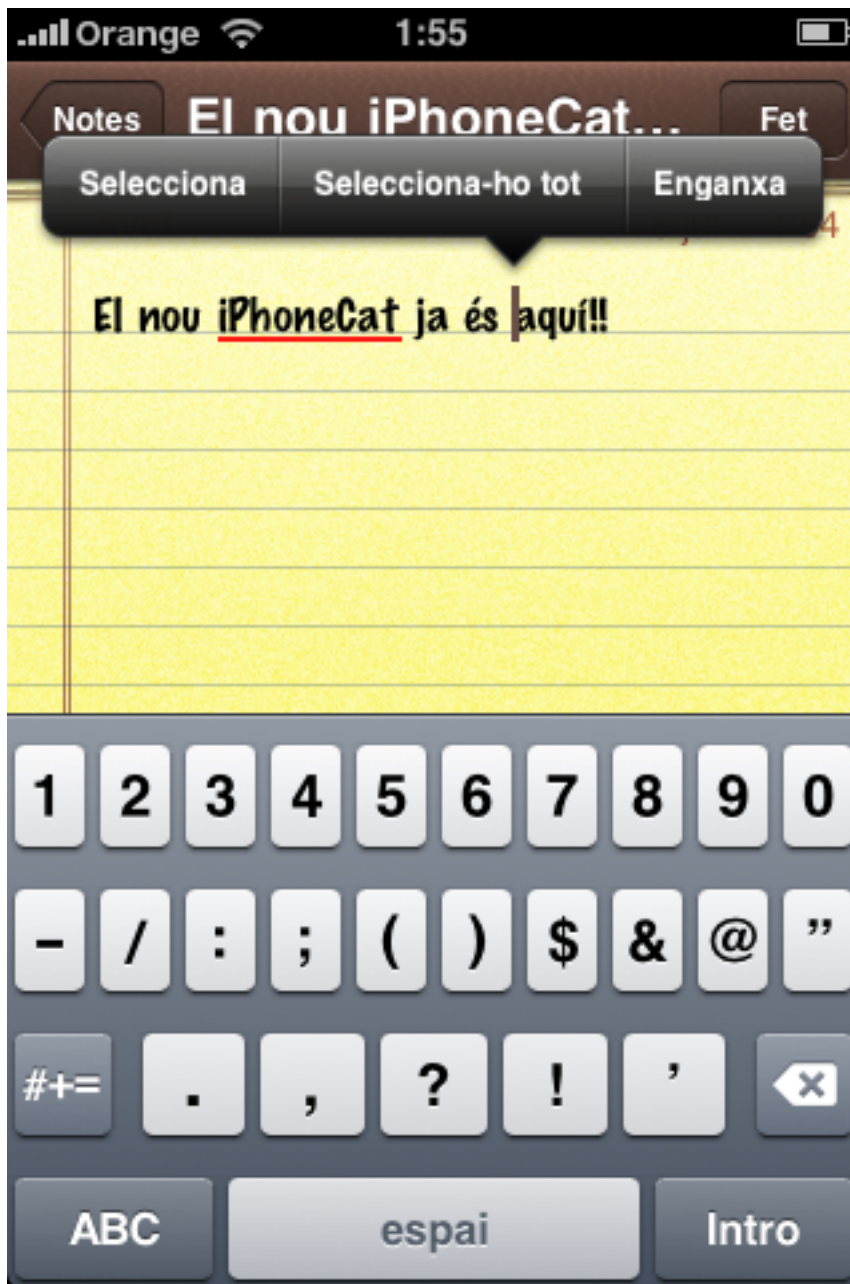 Orange 1:55
Notes El nou iPhoneCat... Fet
Selecciona Selecciona-ho tot Enganxa
4
El nou iPhoneCat ja és aquí!!
1 2 3 4 5 6 7 8 9 0
- / : ; ( ) $ & @ ”
#+= . , ? ! ’
ABC espai Intro